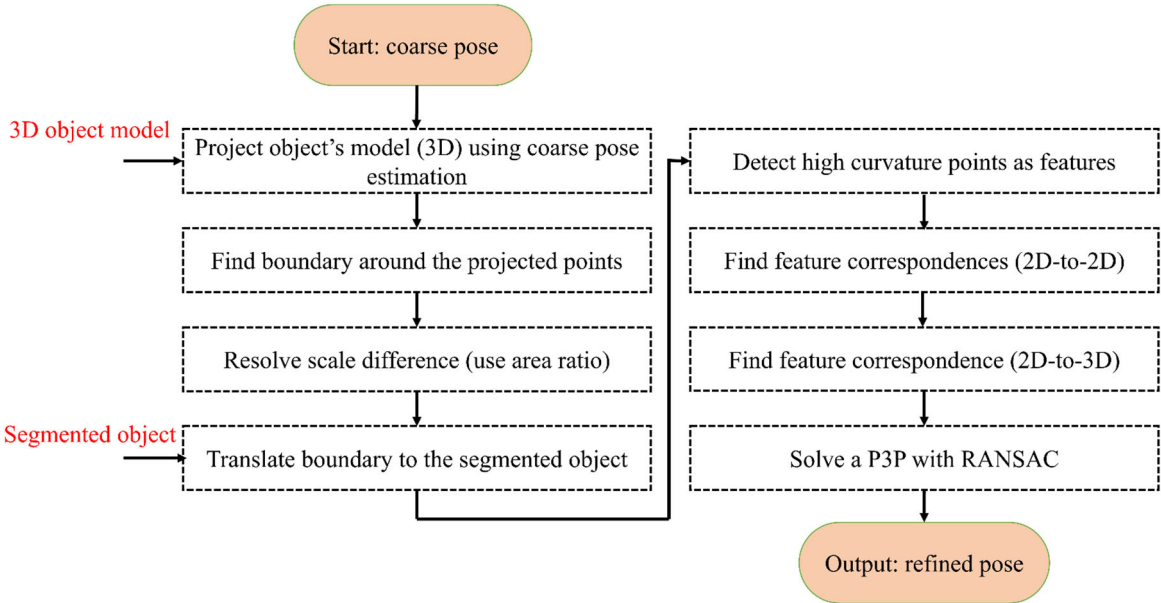 Start: coarse pose
3D object model
Project object’s model (3D) using coarse pose
estimation
Find boundary around the projected points
Resolve scale difference (use area ratio)
Segmented object
Translate boundary to the segmented object
Detect high curvature points as features
Find feature correspondences (2D-to-2D)
Find feature correspondence (2D-to-3D)
Solve a P3P with RANSAC
Output: refined pose